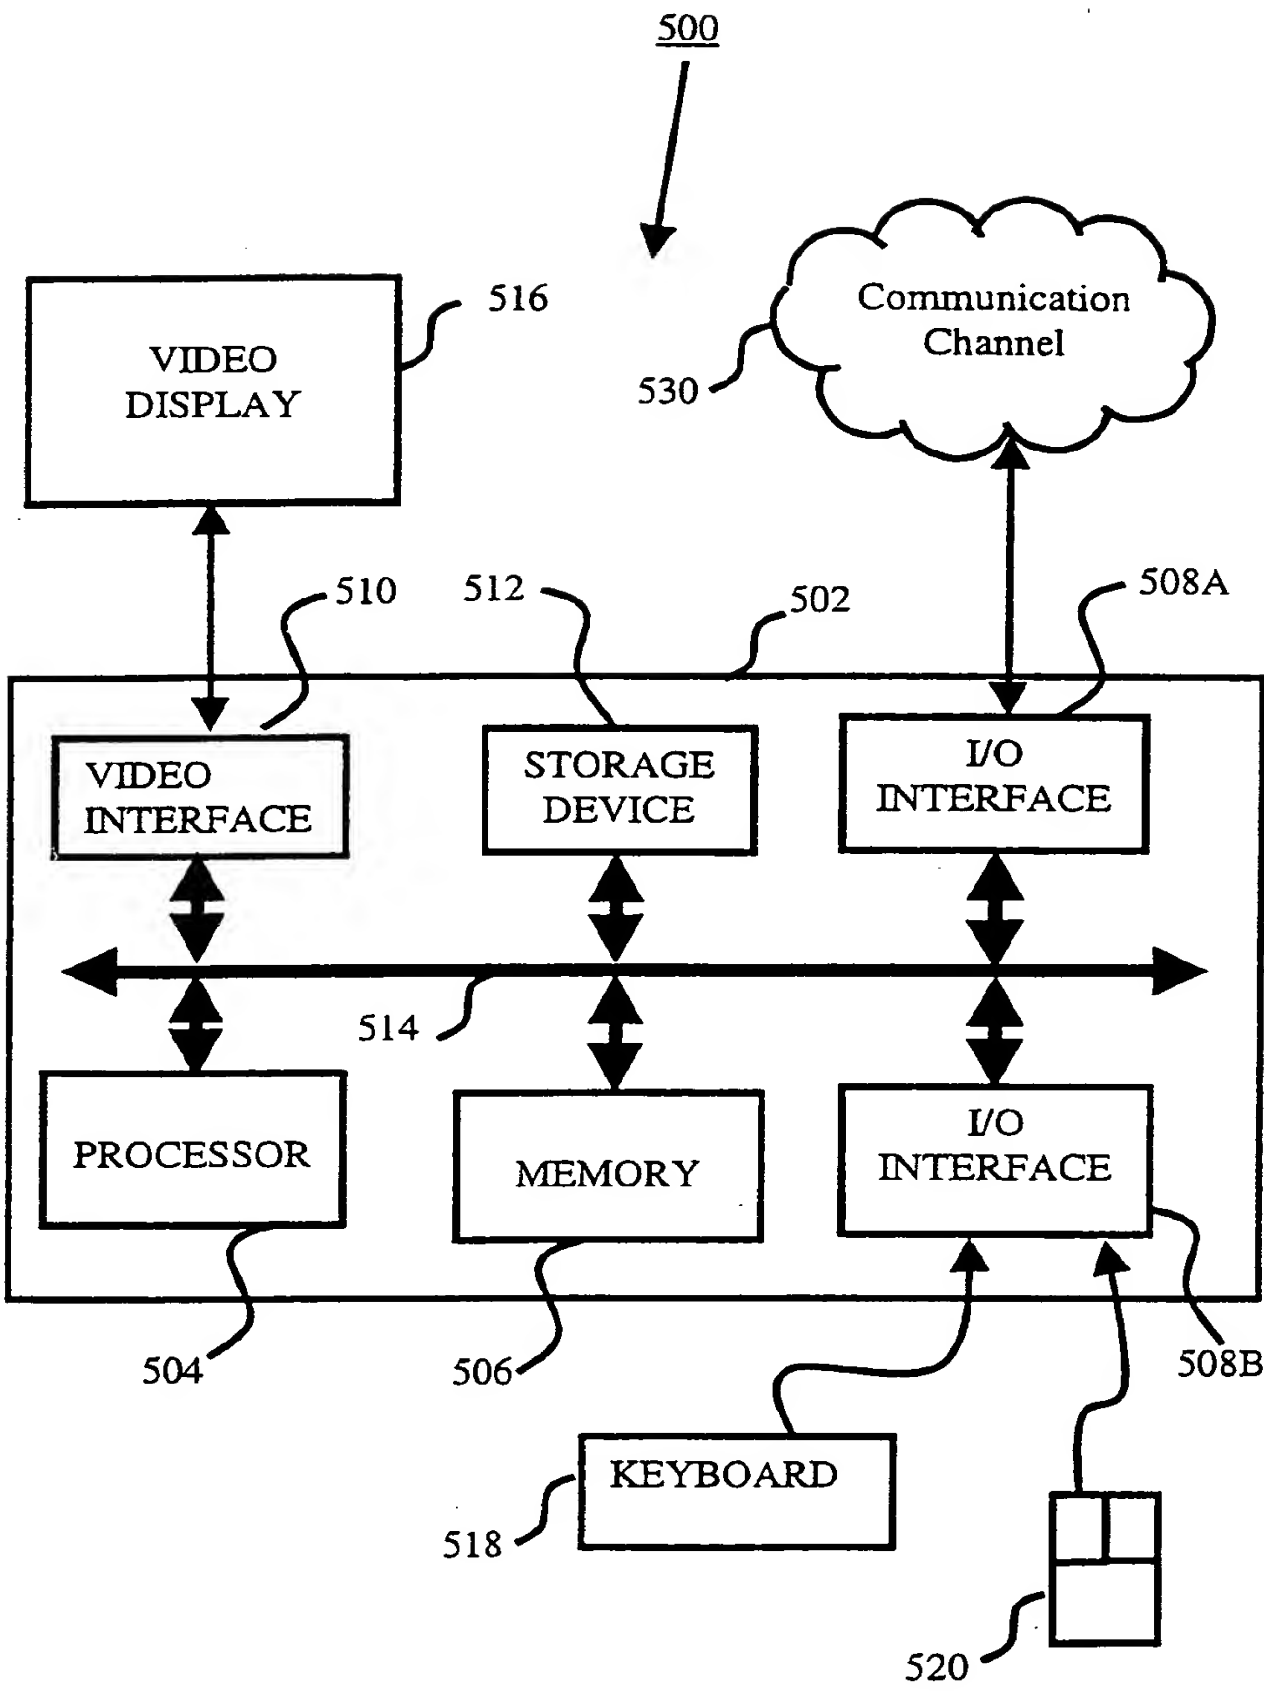 500
516
VIDEO
DISPLAY
Communication
Channel
530
510
512
502
508A
VIDEO
INTERFACE
STORAGE
DEVICE
I/O
INTERFACE
514
PROCESSOR
MEMORY
I/O
INTERFACE
504
506
508B
KEYBOARD
518
520